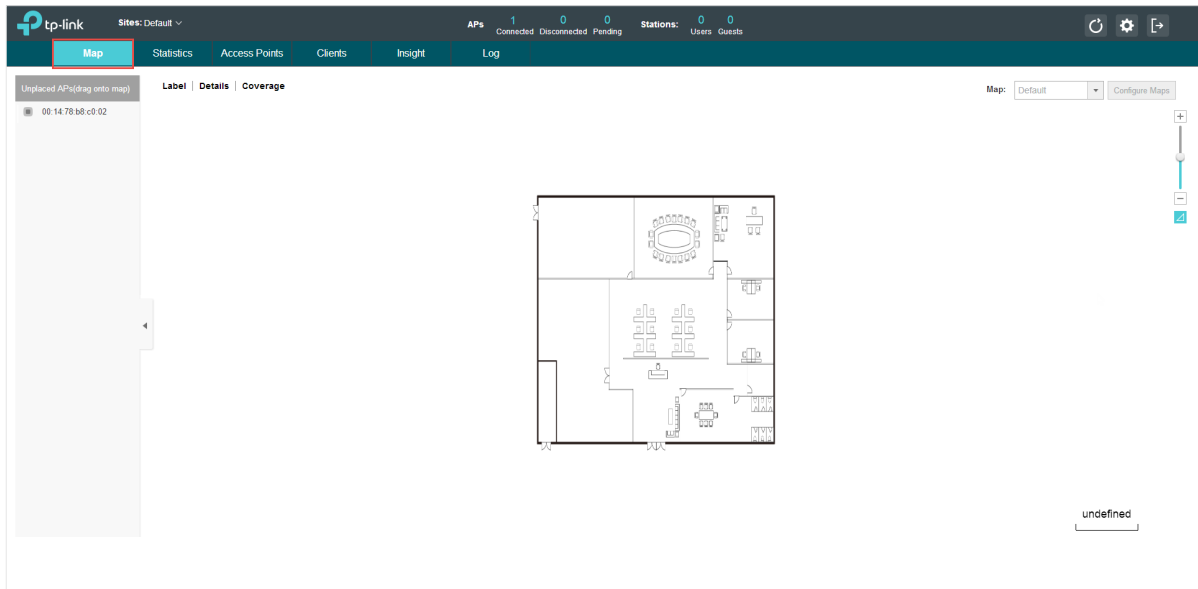 tp-link Sites: Default APs 1 0 0 Stations: 0 0
Connected Disconnected Pending Users Guests
Map Statistics Access Points Clients Insight Log
Unplaced APs(drag onto map) Label | Details | Coverage Map: Default Configure Maps
00:14:78:b8:c0:02
undefined